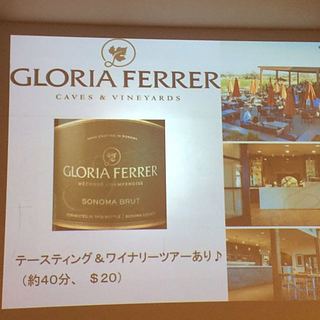 GLORIA FERRER
CAVES & VINEYARDS
GLORIA FERRER
SONOMA BRUT
テースティング＆ワイナリーツアーあり♪
（約40分、 ＄20）